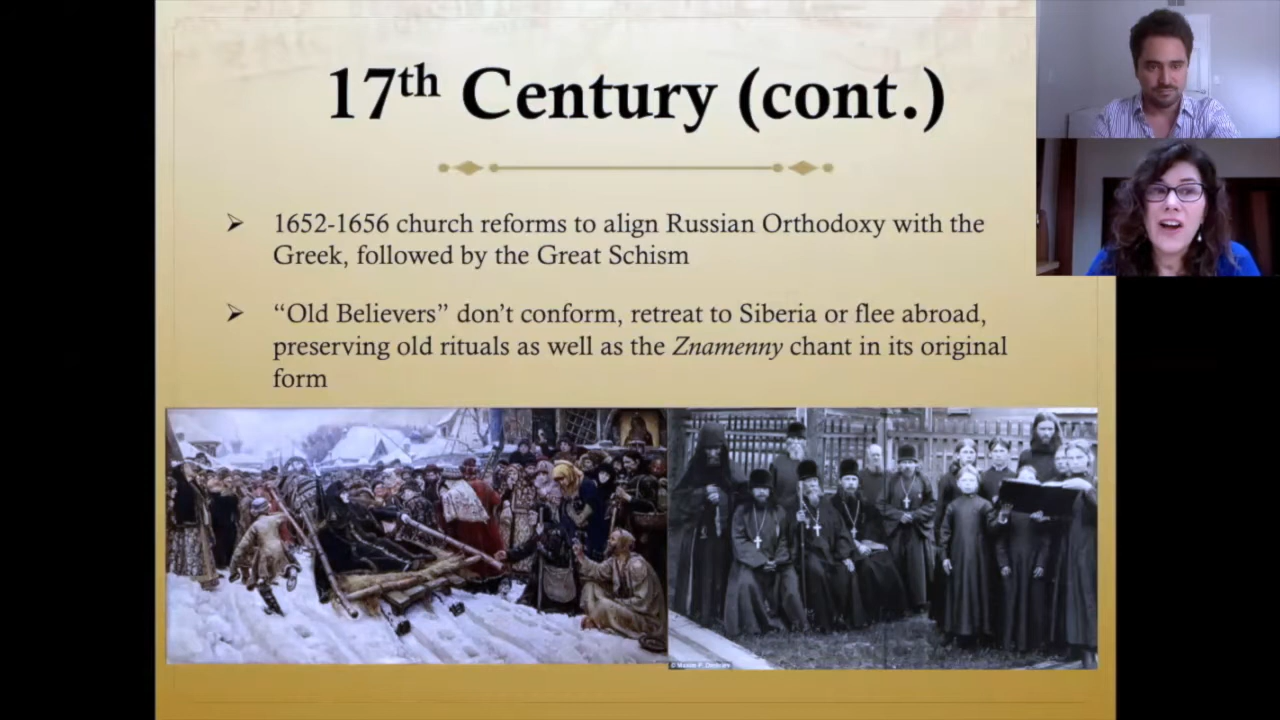 17th Century (cont.)
➢ 1652-1656 church reforms to align Russian Orthodoxy with the
Greek, followed by the Great Schism
➢ “Old Believers” don’t conform, retreat to Siberia or flee abroad,
preserving old rituals as well as the Znamenny chant in its original
form